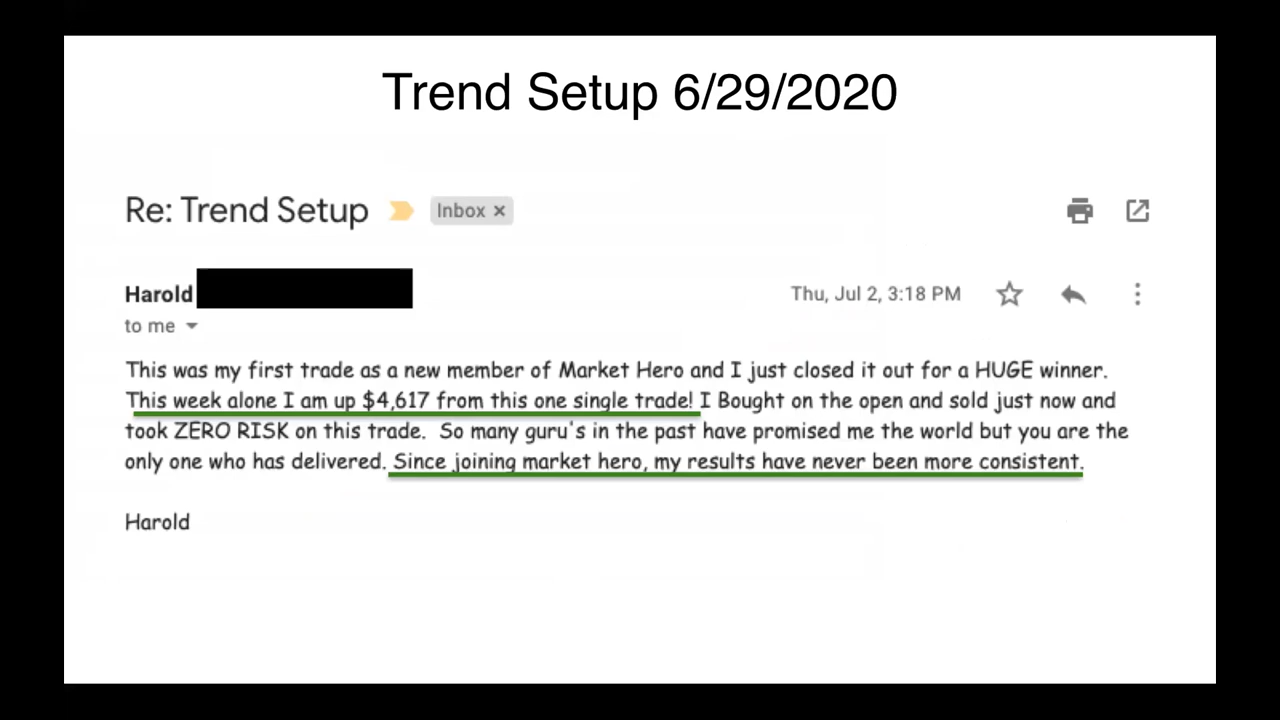 Trend Setup 6/29/2020
Re: Trend Setup Inbox ×
Harold Thu, Jul 2, 3:18 PM
to me
This was my first trade as a new member of Market Hero and I just closed it out for a HUGE winner.
This week alone I am up $4,617 from this one single trade! I Bought on the open and sold just now and
took ZERO RISK on this trade. So many guru's in the past have promised me the world but you are the
only one who has delivered. Since joining market hero, my results have never been more consistent.
Harold